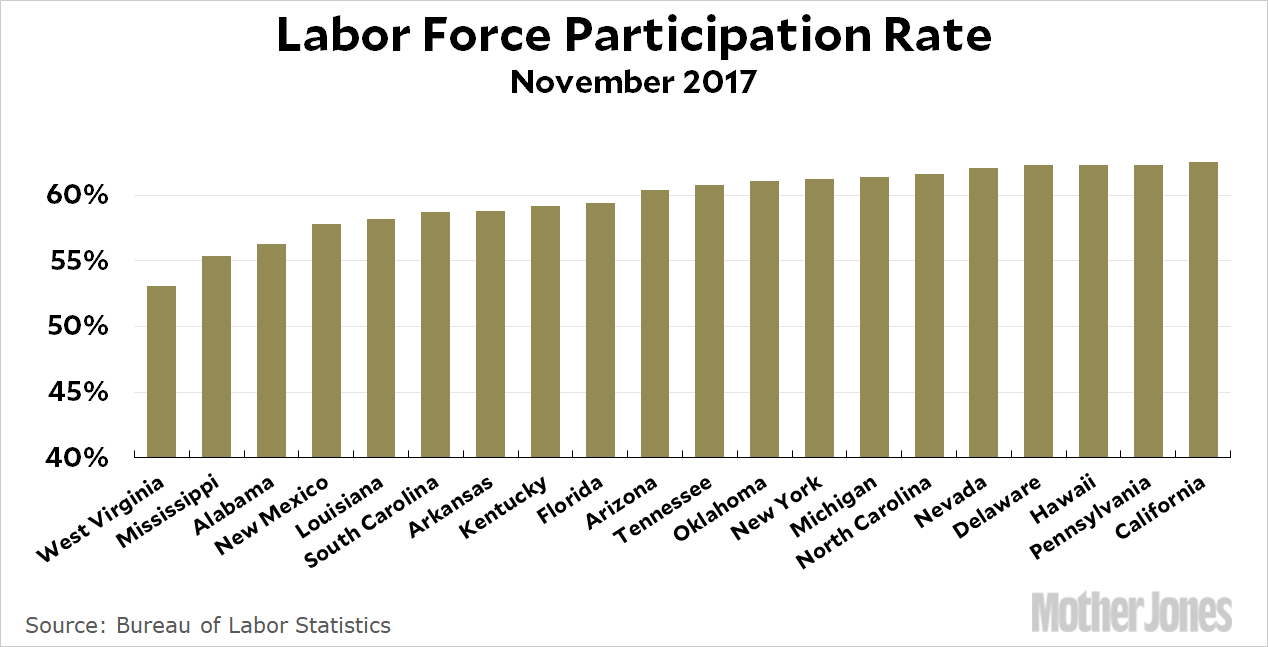 Labor Force Participation Rate
November 2017
60%
55%
50%
45%
40%
West Virginia
Mississippi
Alabama
New Mexico
Louisiana
South Carolina
Arkansas
Kentucky
Florida
Arizona
Tennessee
Oklahoma
New York
Michigan
North Carolina
Nevada
Delaware
Hawaii
Pennsylvania
California
Source: Bureau of Labor Statistics
Mother Jones